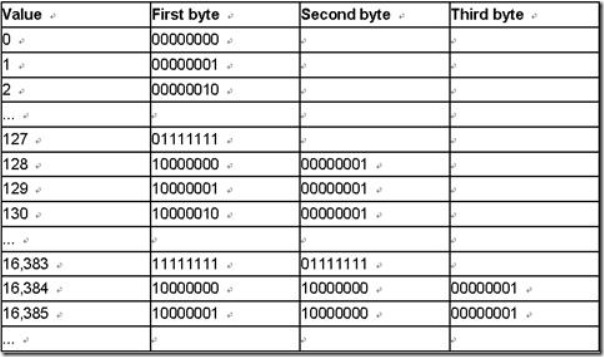 Value First byte Second byte Third byte
0 00000000
1 00000001
2 00000010
...
127 01111111
128 10000000 00000001
129 10000001 00000001
130 10000010 00000001
...
16,383 11111111 01111111
16,384 10000000 10000000 00000001
16,385 10000001 10000000 00000001
...